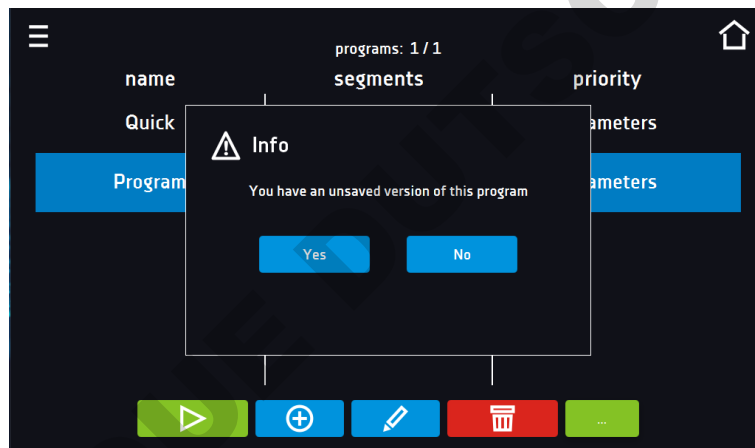 programs: 1 / 1
name segments priority
Quick ameters
Info
Program ameters
You have an unsaved version of this program
Yes No
...